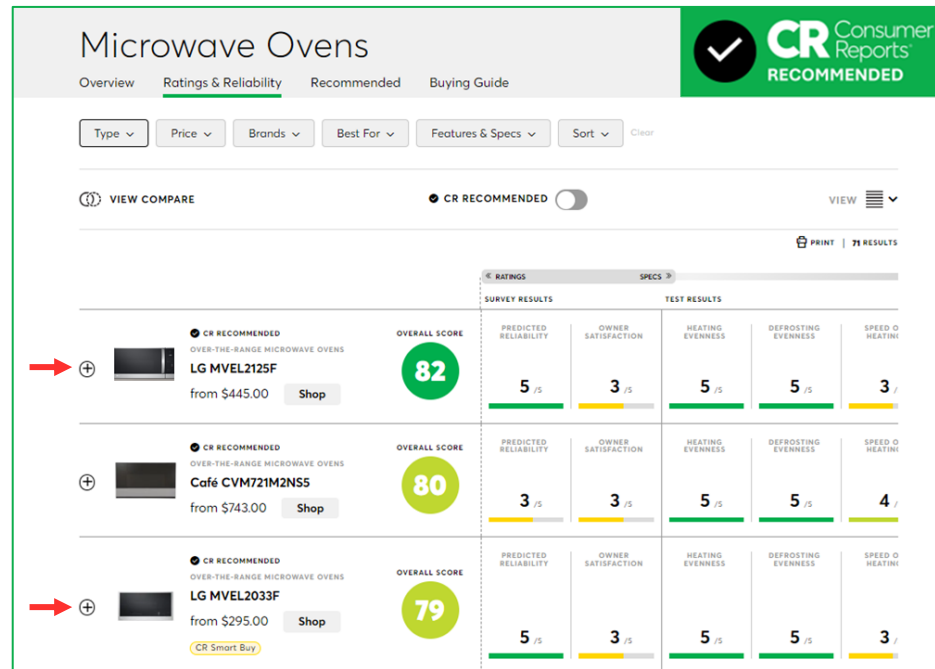 Microwave Ovens
CR Consumer Reports
RECOMMENDED
Overview Ratings & Reliability Recommended Buying Guide
Type Price Brands Best For Features & Specs Sort Clear
VIEW COMPARE CR RECOMMENDED VIEW
PRINT | 71 RESULTS
« RATINGS SPECS »
SURVEY RESULTS TEST RESULTS
CR RECOMMENDED
OVER-THE-RANGE MICROWAVE OVENS
LG MVEL2125F
from $445.00 Shop
OVERALL SCORE
82
PREDICTED RELIABILITY
5 /5
OWNER SATISFACTION
3 /5
HEATING EVENNESS
5 /5
DEFROSTING EVENNESS
5 /5
SPEED O
HEATIN
3 /
CR RECOMMENDED
OVER-THE-RANGE MICROWAVE OVENS
Café CVM721M2NS5
from $743.00 Shop
OVERALL SCORE
80
PREDICTED RELIABILITY
3 /5
OWNER SATISFACTION
3 /5
HEATING EVENNESS
5 /5
DEFROSTING EVENNESS
5 /5
SPEED O
HEATIN
4 /
CR RECOMMENDED
OVER-THE-RANGE MICROWAVE OVENS
LG MVEL2033F
from $295.00 Shop
CR Smart Buy
OVERALL SCORE
79
PREDICTED RELIABILITY
5 /5
OWNER SATISFACTION
3 /5
HEATING EVENNESS
5 /5
DEFROSTING EVENNESS
5 /5
SPEED O
HEATIN
3 /